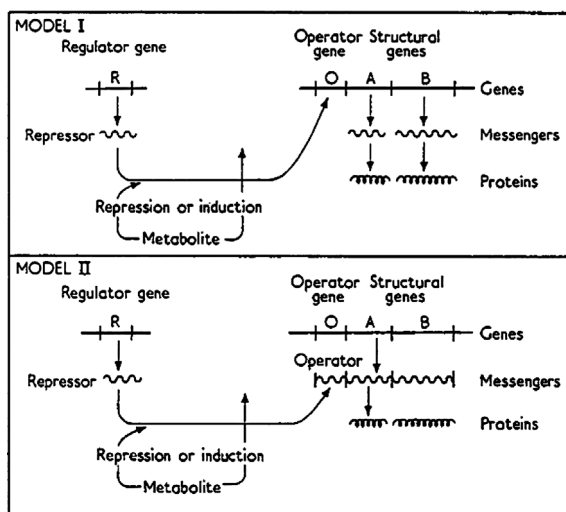 MODEL I
Regulator gene
Operator Structural
gene genes
R
O A B
Genes
Repressor
Messengers
Proteins
Repression or induction
Metabolite
MODEL II
Regulator gene
Operator Structural
gene genes
R
O A B
Genes
Operator
Repressor
Messengers
Proteins
Repression or induction
Metabolite